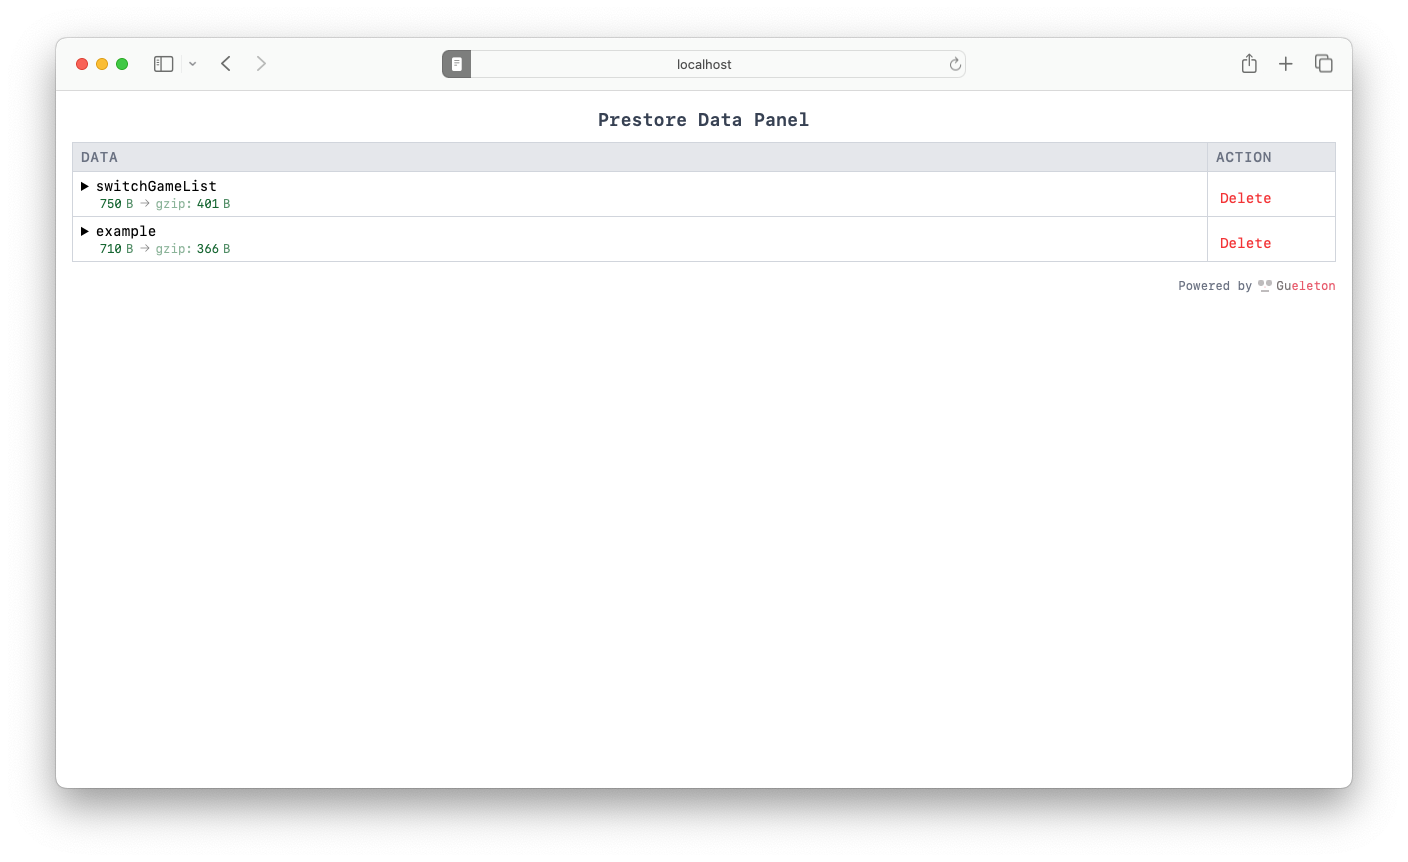 localhost
Prestore Data Panel
DATA ACTION
switchGameList
750 B → gzip: 401 B
Delete
example
710 B → gzip: 366 B
Delete
Powered by Gueleton